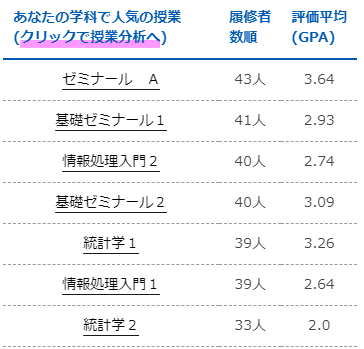 あなたの学科で人気の授業 履修者 評価平均
(クリックで授業分析へ) 数順 (GPA)
ゼミナール　A 43人 3.64
基礎ゼミナール１ 41人 2.93
情報処理入門２ 40人 2.74
基礎ゼミナール２ 40人 3.09
統計学１ 39人 3.26
情報処理入門１ 39人 2.64
統計学２ 33人 2.0